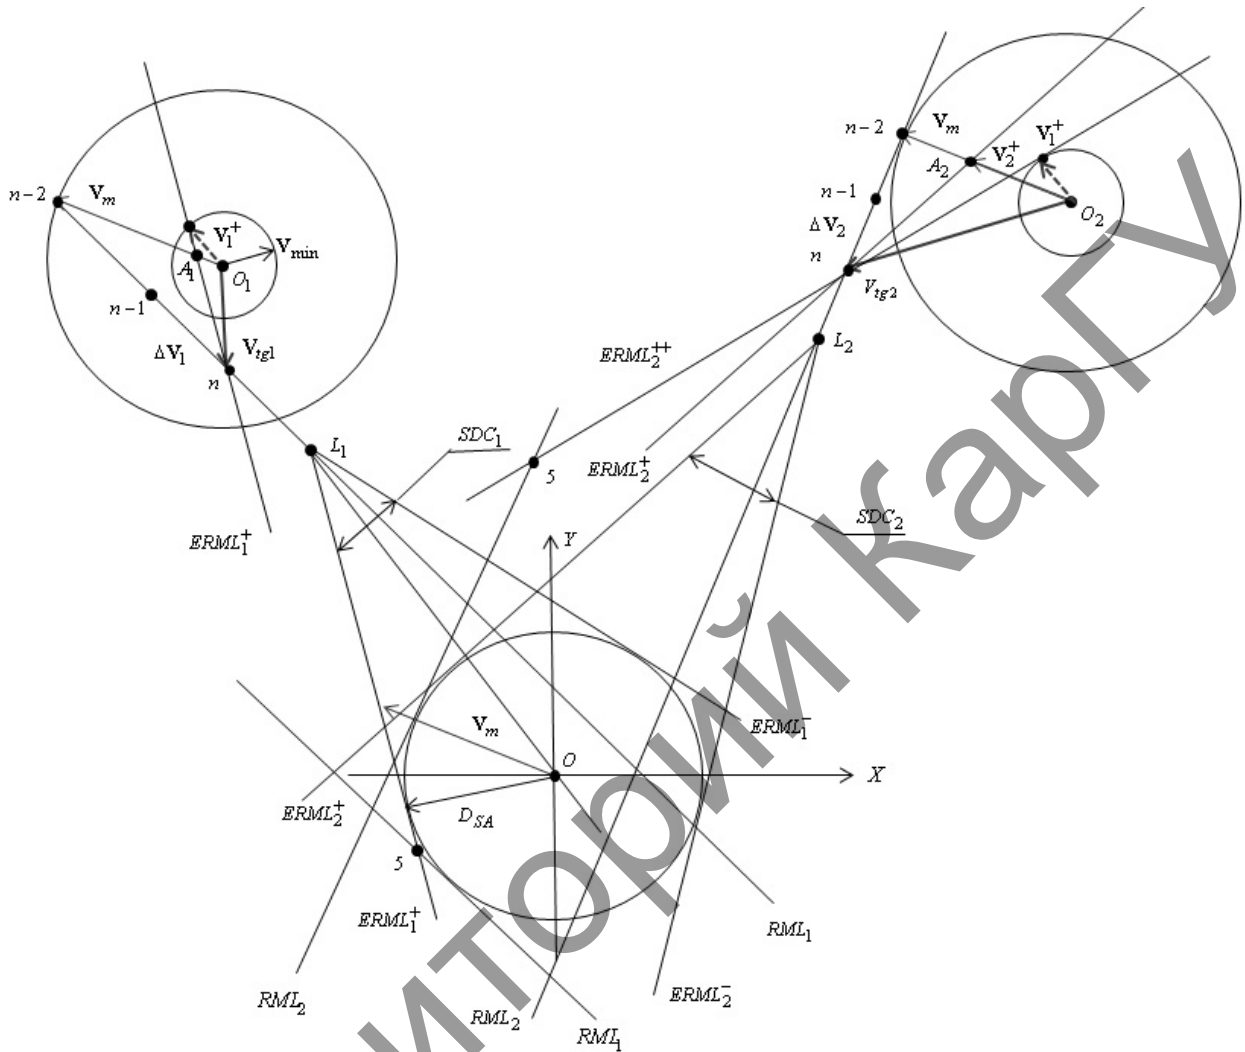 n-2
V_m
V_1^+
V_min
A_1
O_1
n-1
ΔV_1
V_tg1
n
L_1
SDC_1
ERML_1^+
n-2
V_m
V_1^+
A_2
V_2^+
n-1
O_2
ΔV_2
n
V_tg2
L_2
ERML_2^++
5
ERML_2^+
SDC_2
Y
V_m
ERML_1^-
O
X
ERML_2^+
D_SA
5
ERML_1^+
RML_1
RML_2
RML_2
ERML_2^-
RML_1
иторий КарГУ